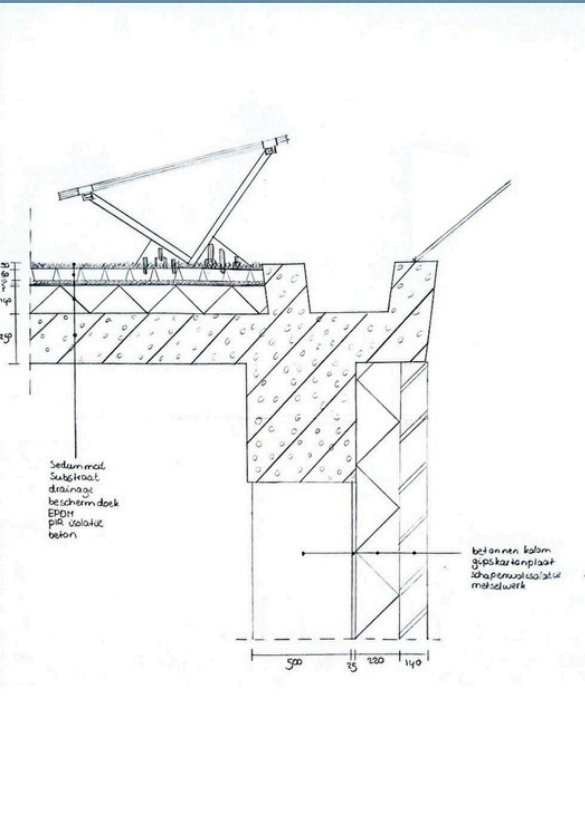 Sedummat
Substraat
drainage
beschermdoek
EPDM
PIR isolatie
beton
betonnen kolom
gipskartonplaat
schapenwolisolatie
metselwerk
500
25
220
140